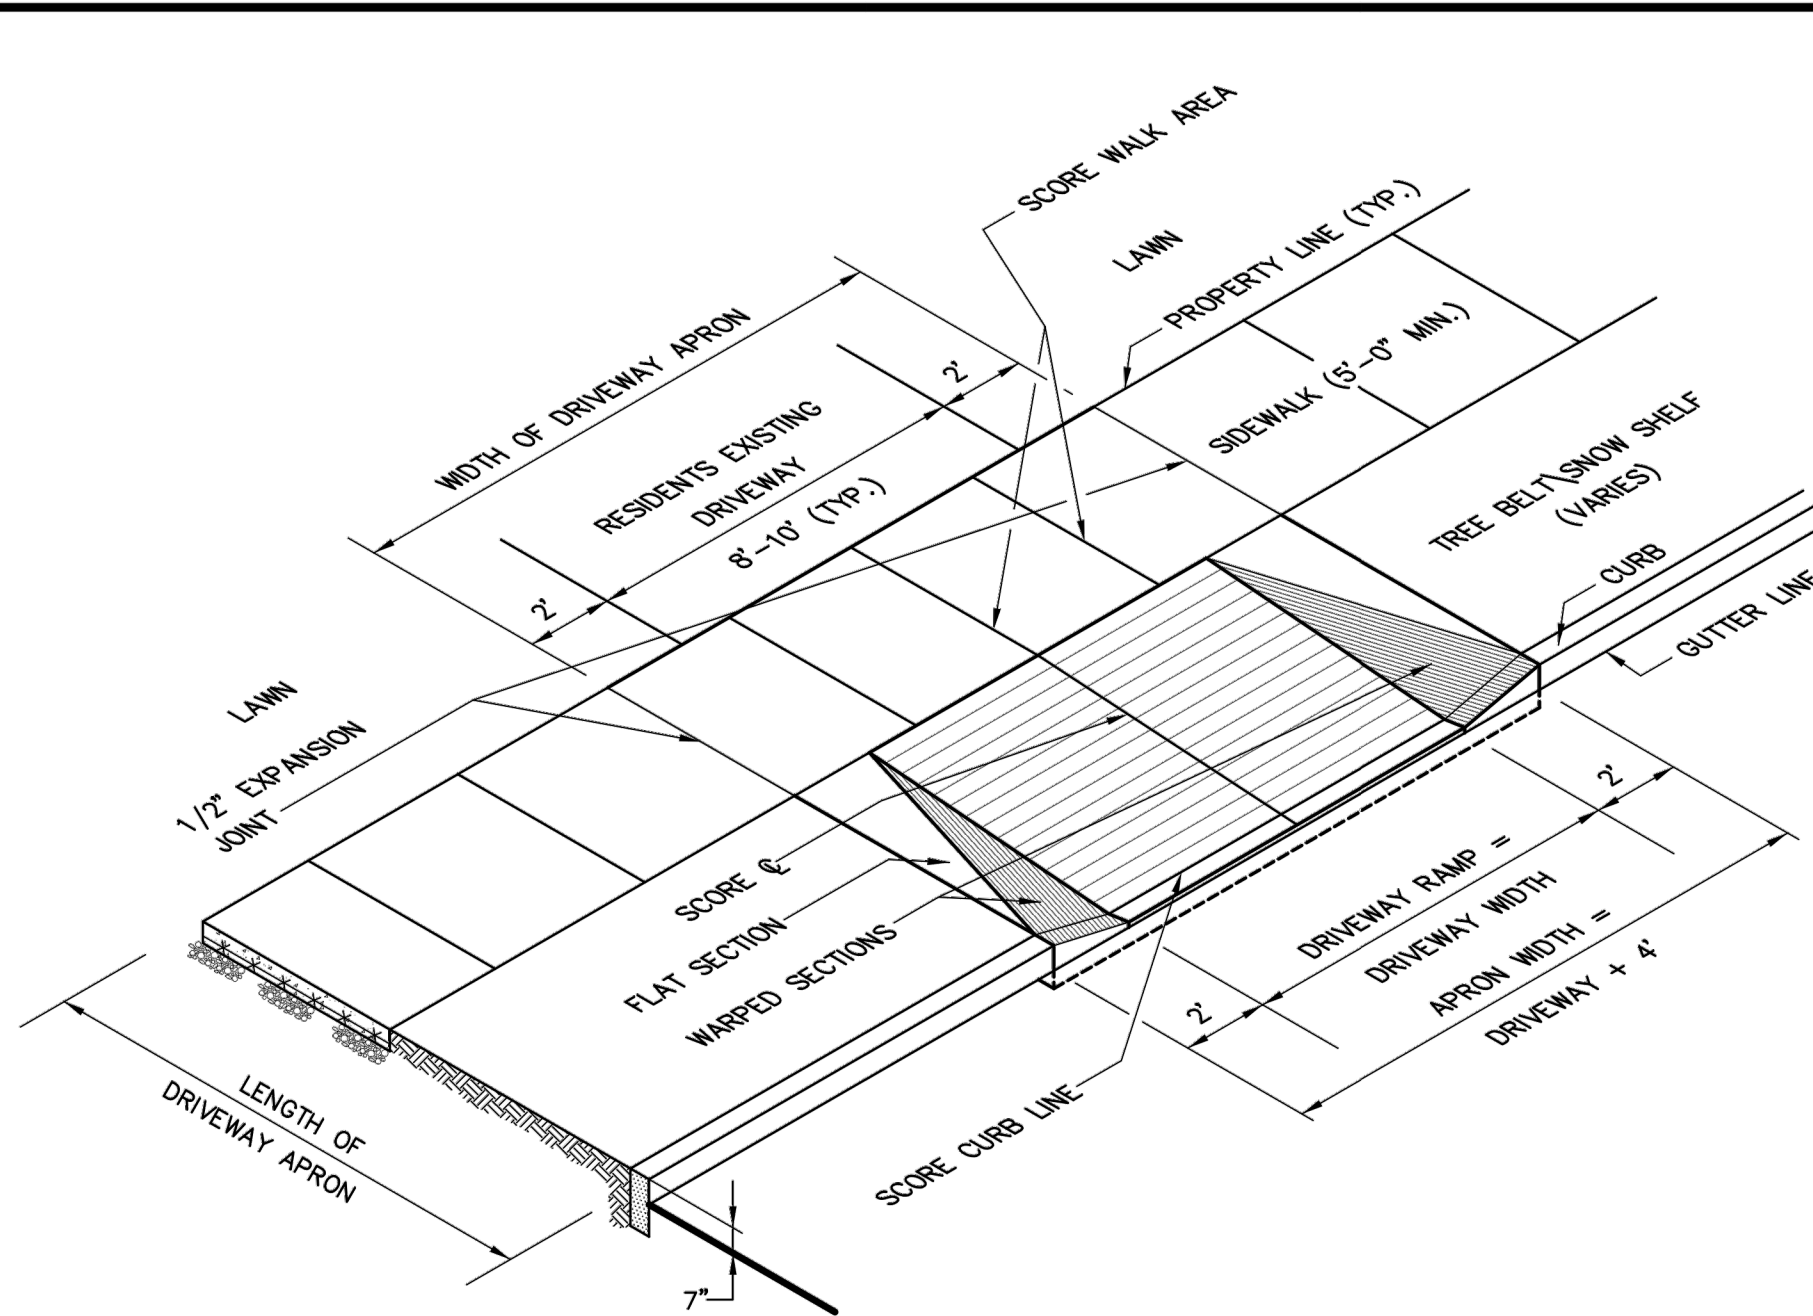 SCORE WALK AREA
LAWN
PROPERTY LINE (TYP.)
WIDTH OF DRIVEWAY APRON
2'
RESIDENTS EXISTING
DRIVEWAY
8'-10' (TYP.)
2'
SIDEWALK (5'-0" MIN.)
TREE BELT\SNOW SHELF
(VARIES)
CURB
GUTTER LINE
LAWN
1/2" EXPANSION
JOINT
SCORE ℄
FLAT SECTION
WARPED SECTIONS
2'
DRIVEWAY RAMP =
DRIVEWAY WIDTH
APRON WIDTH =
DRIVEWAY + 4'
2'
LENGTH OF
DRIVEWAY APRON
SCORE CURB LINE
7"